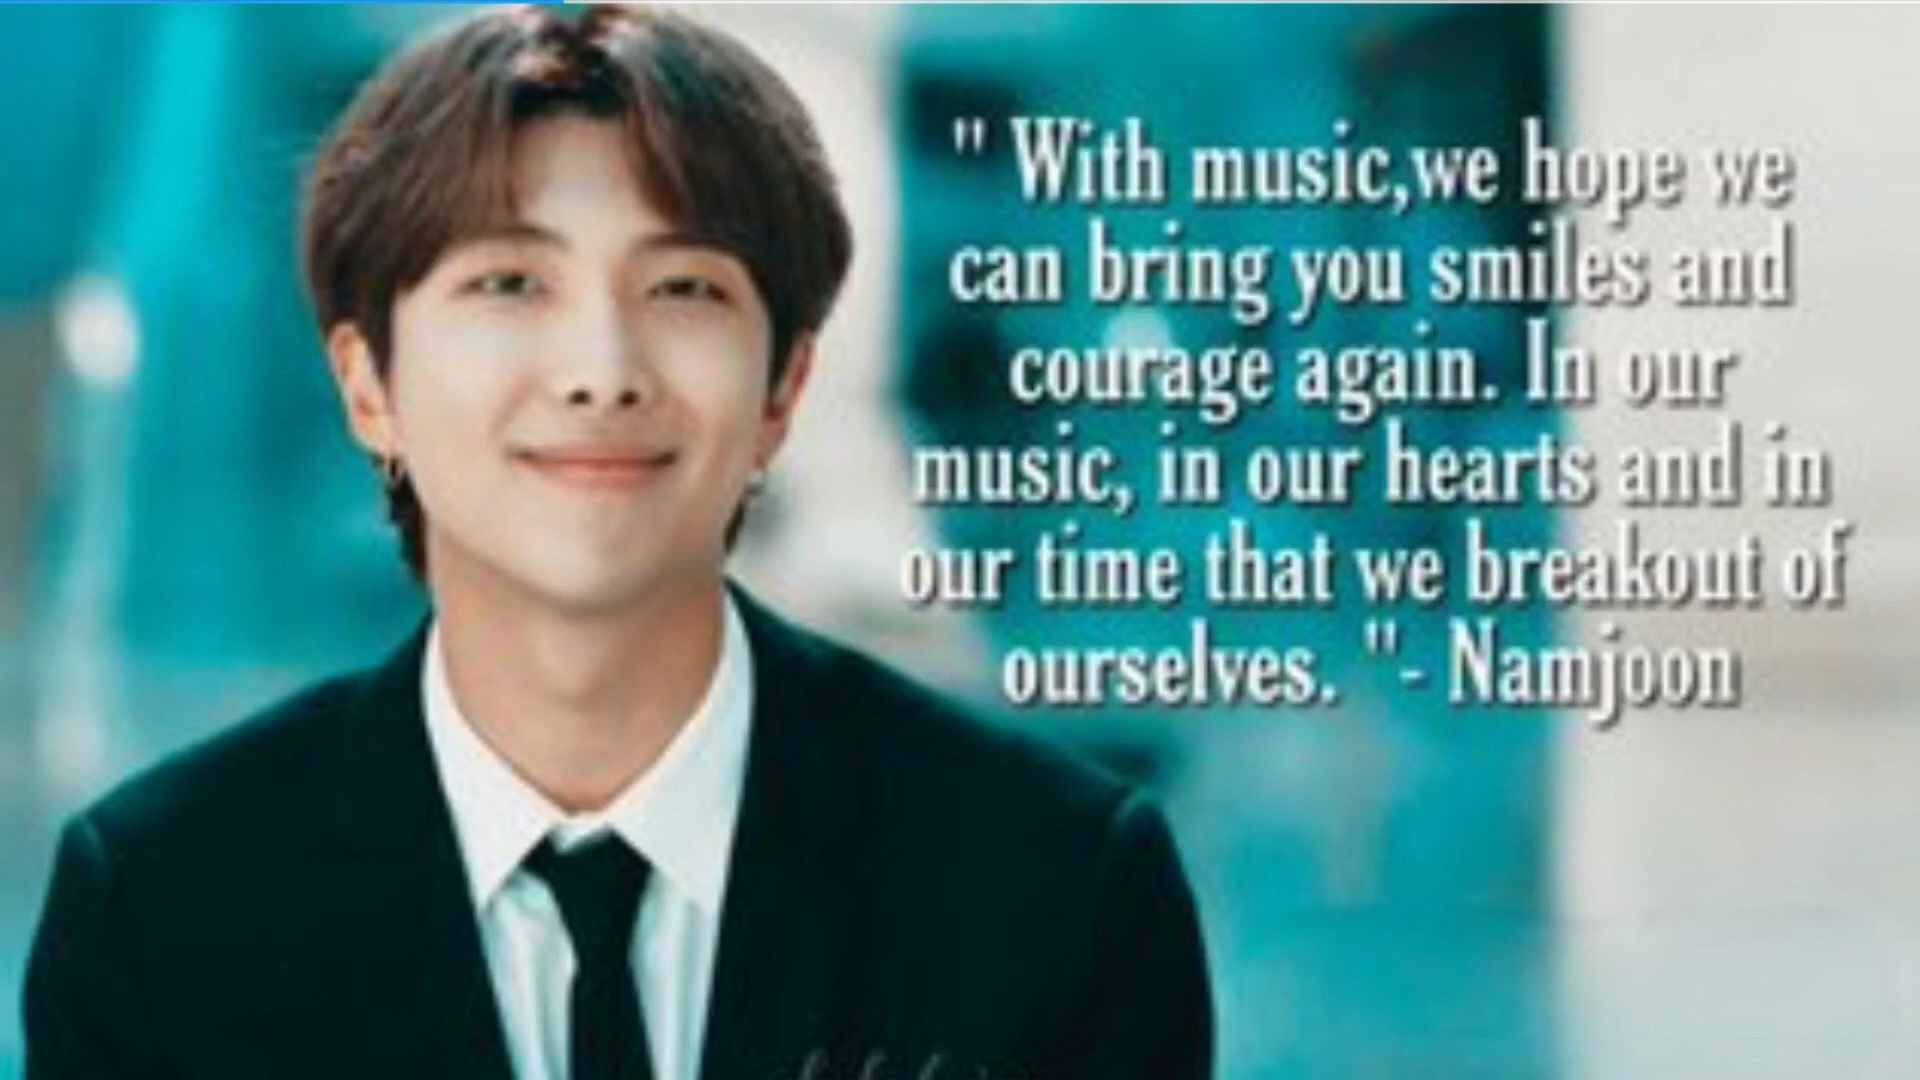 " With music,we hope we
can bring you smiles and
courage again. In our
music, in our hearts and in
our time that we breakout of
ourselves. "- Namjoon